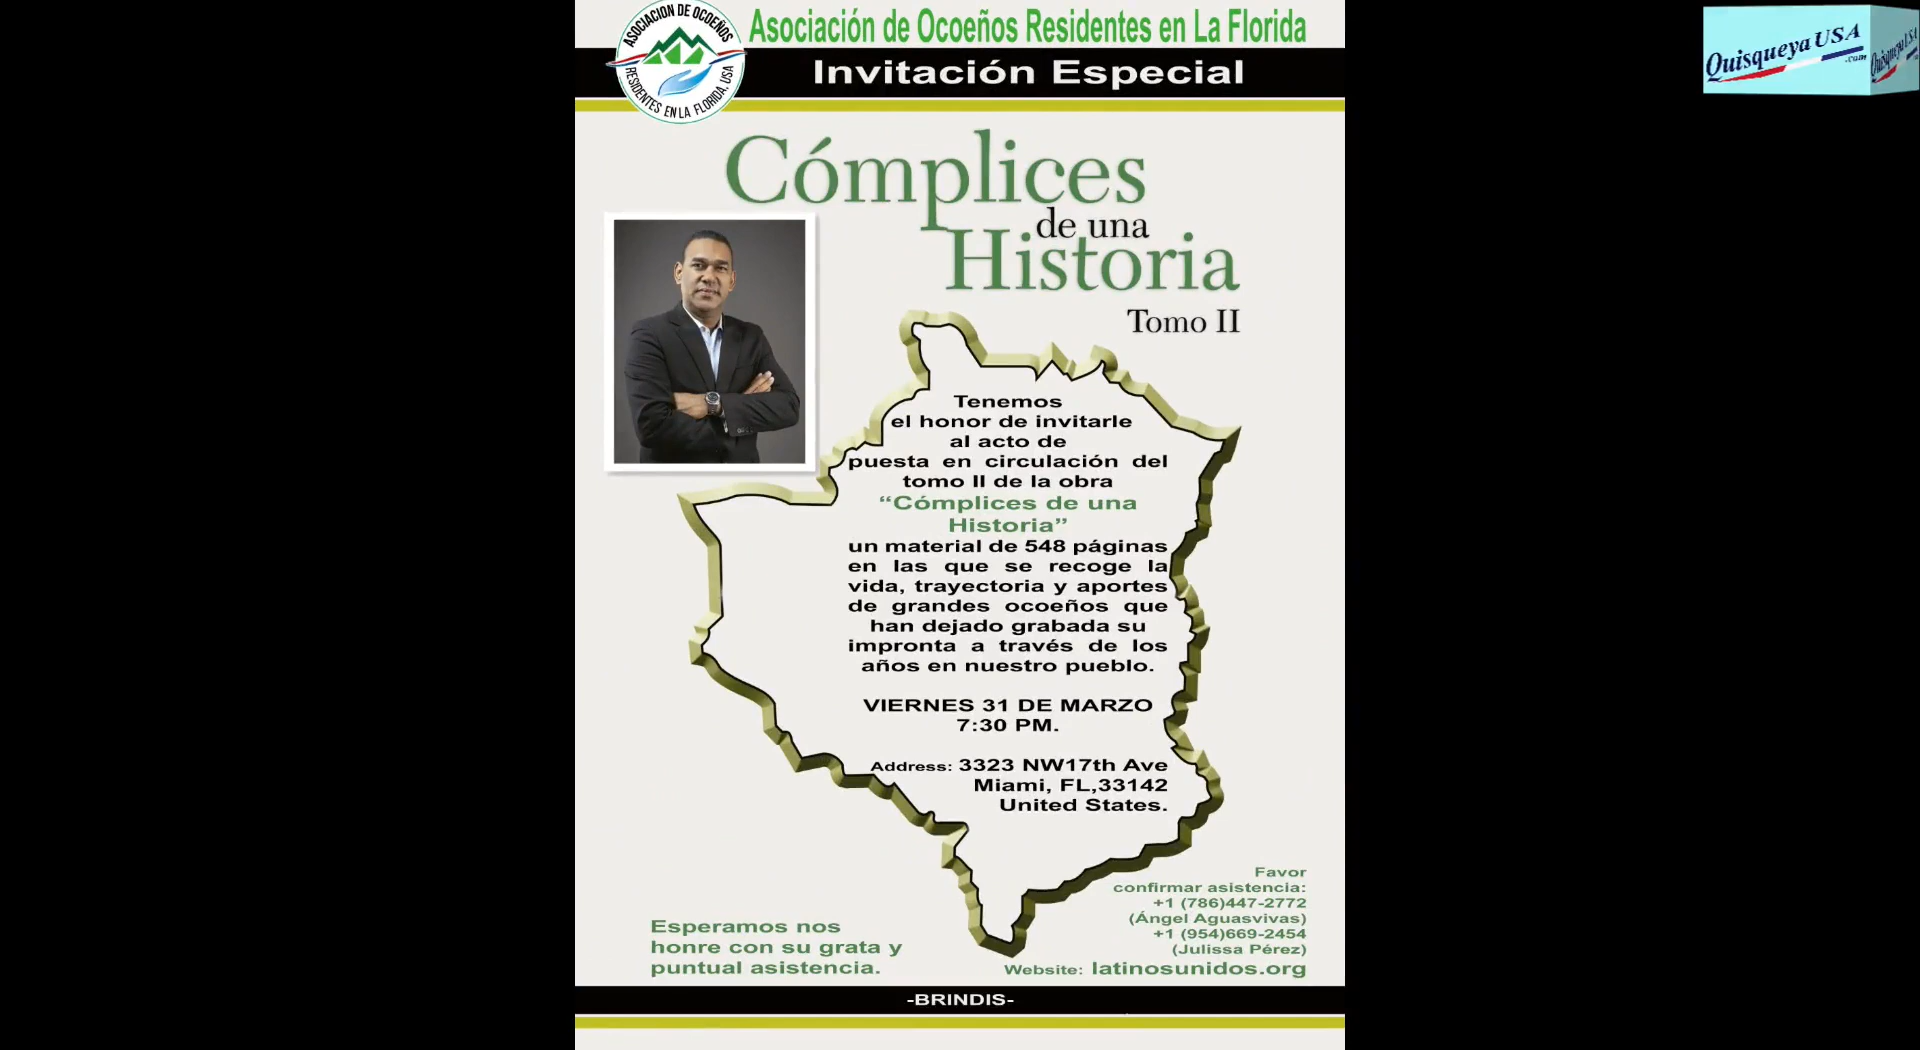 Asociación de Ocoeños Residentes en La Florida
ASOCIACION DE OCOEÑOS
RESIDENTES EN LA FLORIDA, USA
Invitación Especial
QuisqueyaUSA
.com
QuisqueyaUSA
Cómplices
de una
Historia
Tomo II
Tenemos
el honor de invitarle
al acto de
puesta en circulación del
tomo II de la obra
“Cómplices de una
Historia”
un material de 548 páginas
en las que se recoge la
vida, trayectoria y aportes
de grandes ocoeños que
han dejado grabada su
impronta a través de los
años en nuestro pueblo.
VIERNES 31 DE MARZO
7:30 PM.
Address: 3323 NW17th Ave
Miami, FL,33142
United States.
Favor
confirmar asistencia:
+1 (786)447-2772
(Ángel Aguasvivas)
+1 (954)669-2454
(Julissa Pérez)
Website: latinosunidos.org
Esperamos nos
honre con su grata y
puntual asistencia.
-BRINDIS-